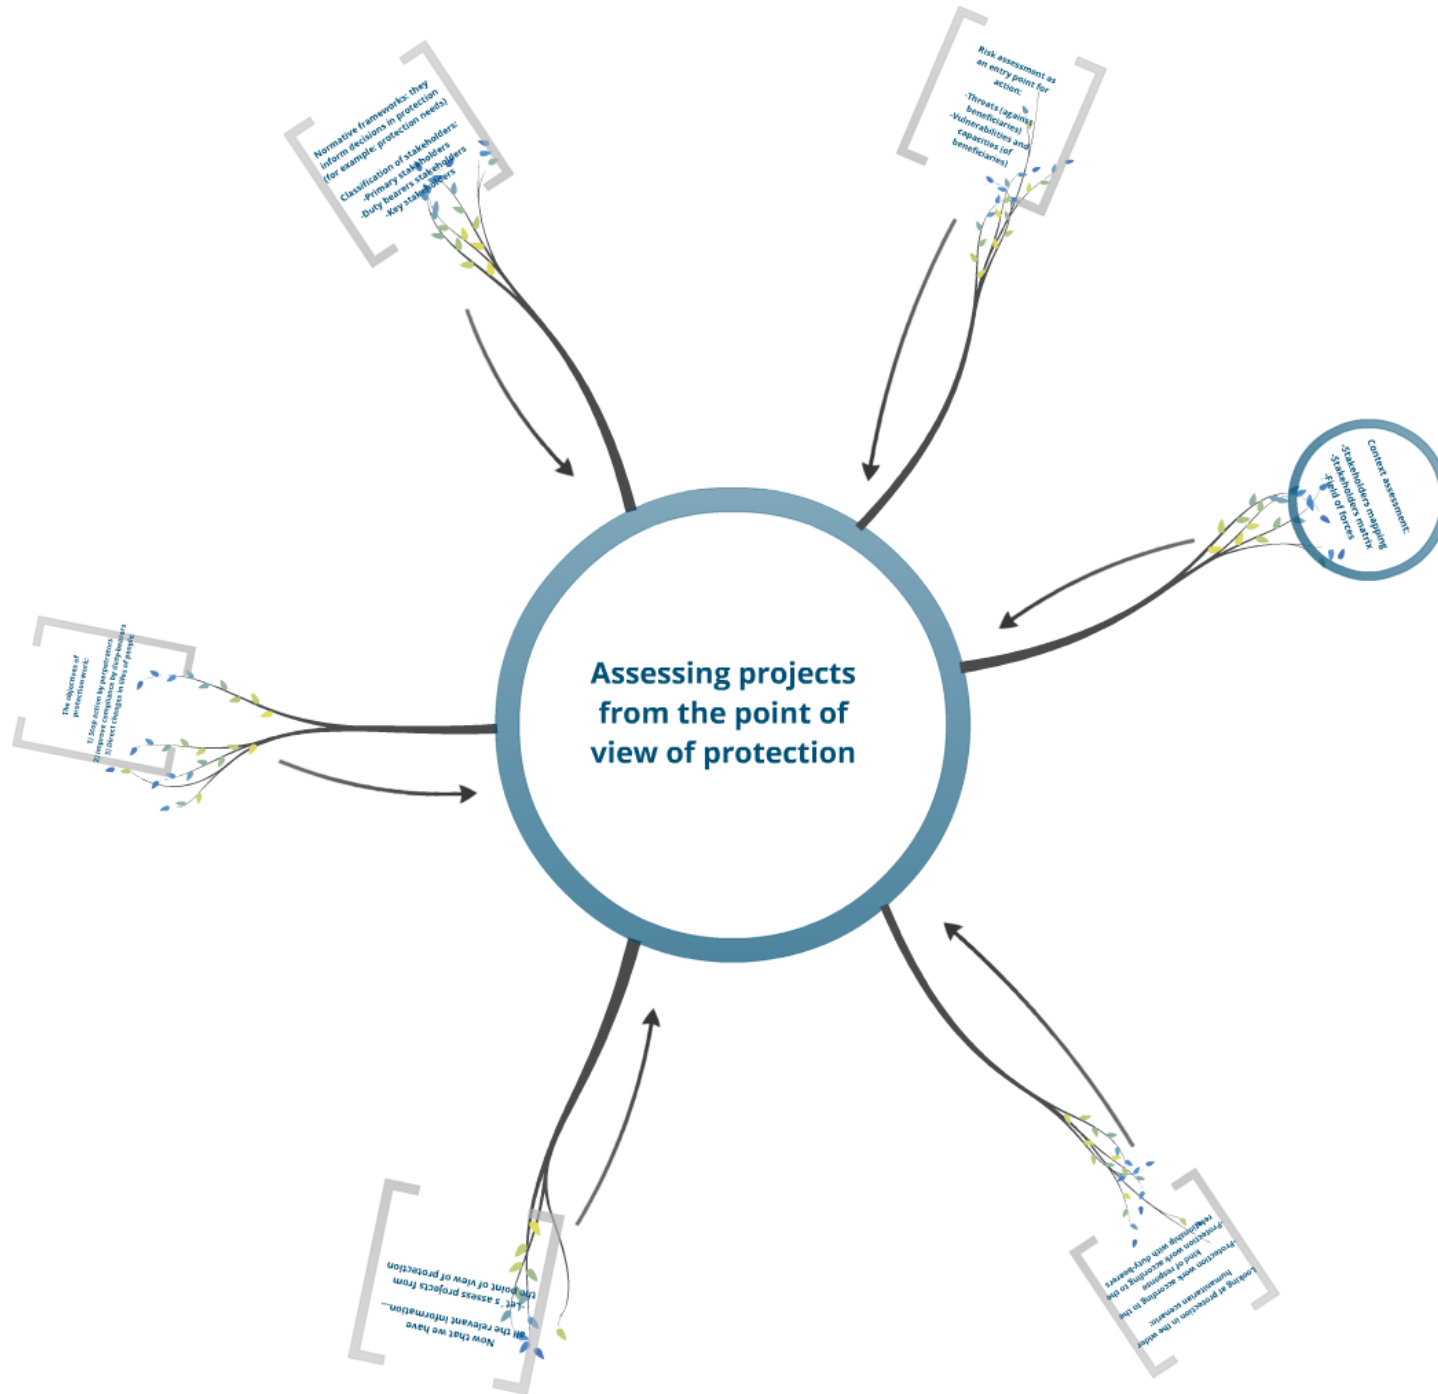 Assessing projects
from the point of
view of protection
Normative frameworks: they
inform decisions in protection
(for example: protection needs)
Classification of stakeholders:
-Primary stakeholders
-Duty bearers stakeholders
-Key stakeholders
Risk assessment as
an entry point for
action:
-Threats (against
beneficiaries)
-Vulnerabilities and
capacities (of
beneficiaries)
Context assessment:
-Stakeholders mapping
-Stakeholders matrix
-Field of forces
Looking at protection in the wider
humanitarian scenario:
-Protection work according to the
kind of response
-Protection work according to the
relationship with duty-bearers
Now that we have
all the relevant information...
-Let´s assess projects from
the point of view of protection
The objectives of
protection work:
1) Stop action by perpetrators
2) Improve compliance by duty-bearers
3) Direct changes in lifes of people